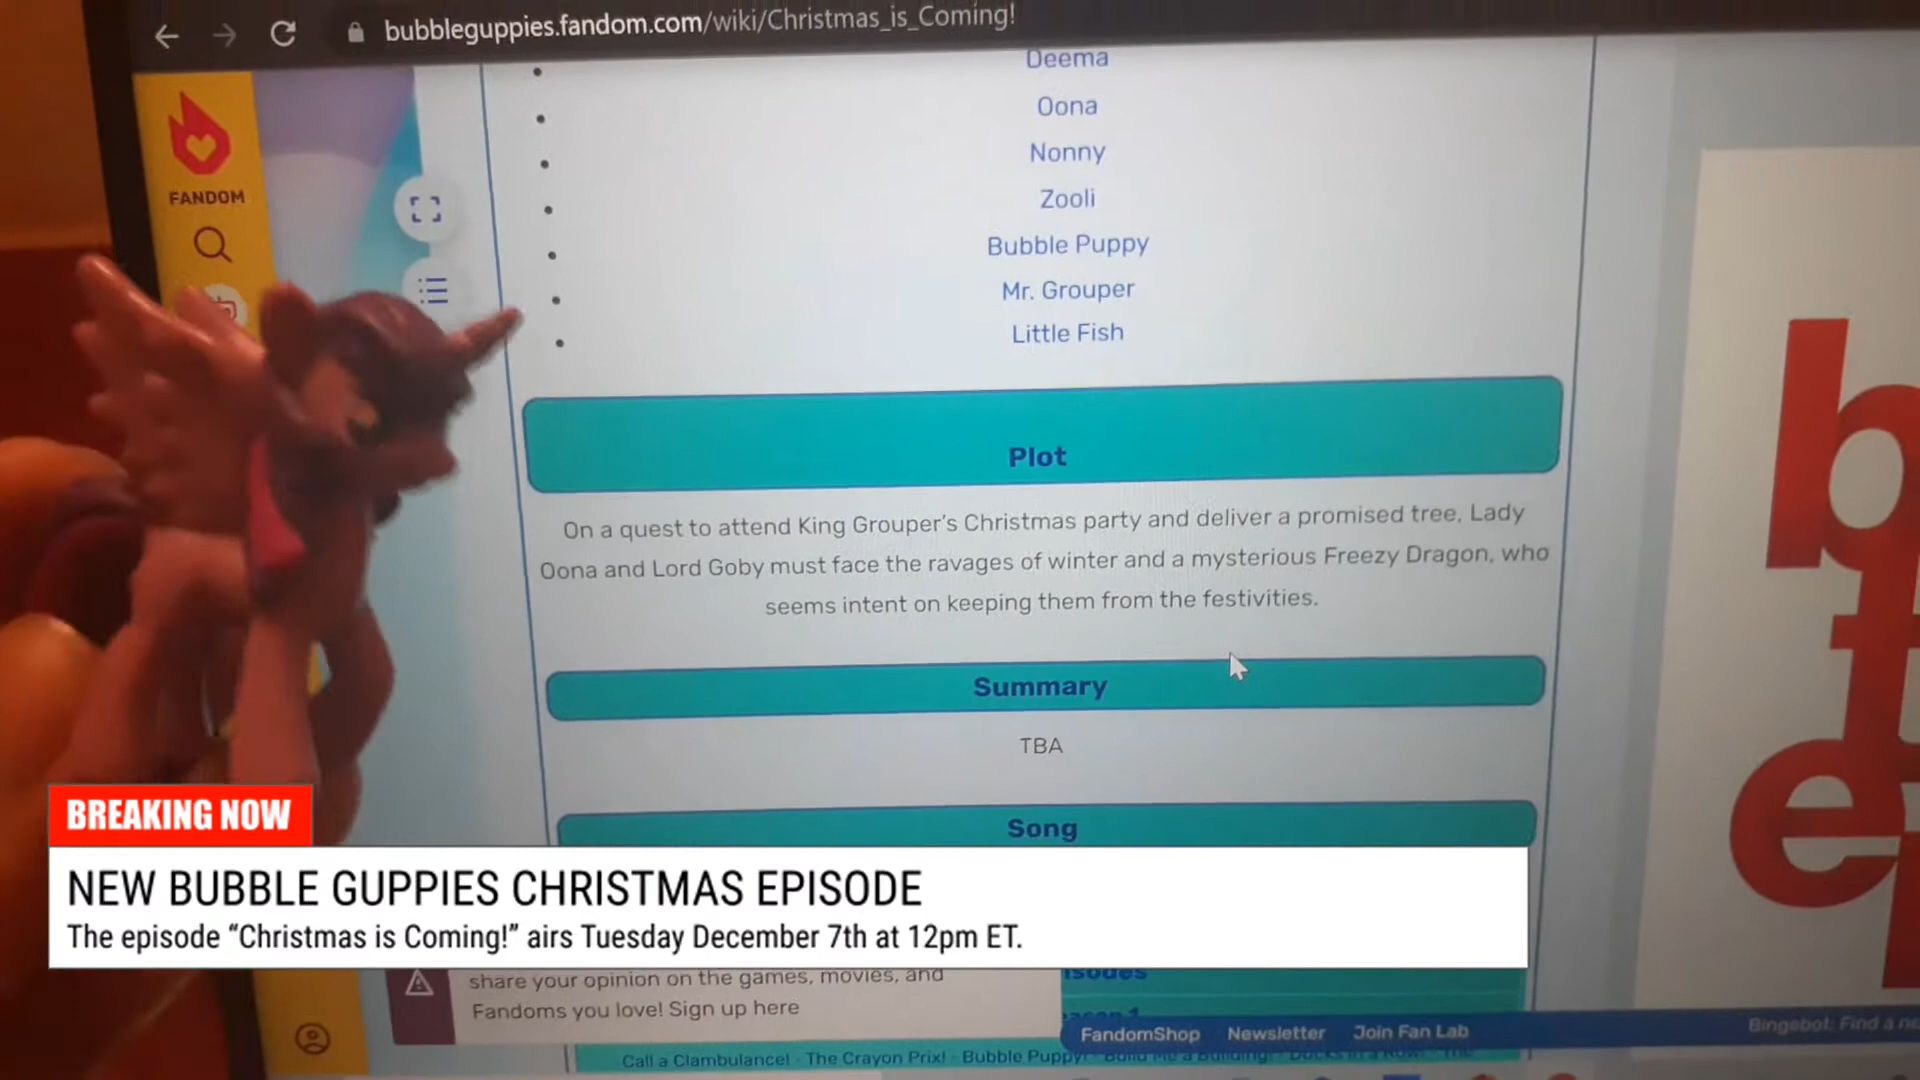 bubbleguppies.fandom.com/wiki/Christmas_is_Coming!
Deema
Oona
FANDOM
Nonny
Zooli
Bubble Puppy
Mr. Grouper
Little Fish
Plot
On a quest to attend King Grouper's Christmas party and deliver a promised tree, Lady
Oona and Lord Goby must face the ravages of winter and a mysterious Freezy Dragon, who
seems intent on keeping them from the festivities.
Summary
TBA
Song
BREAKING NOW
NEW BUBBLE GUPPIES CHRISTMAS EPISODE
The episode “Christmas is Coming!” airs Tuesday December 7th at 12pm ET.
share your opinion on the games, movies, and
Fandoms you love! Sign up here
FandomShop Newsletter Join Fan Lab
Bingebot: Find a
Call a Clambulance! · The Crayon Prix! · Bubble Puppy!